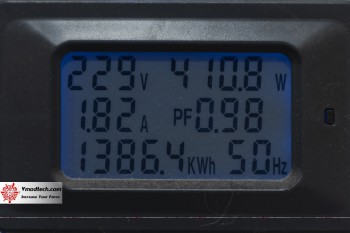 229 V 410.8 W
1.82 A PF 0.98
1386.4 KWh 50 Hz
Vmodtech.com